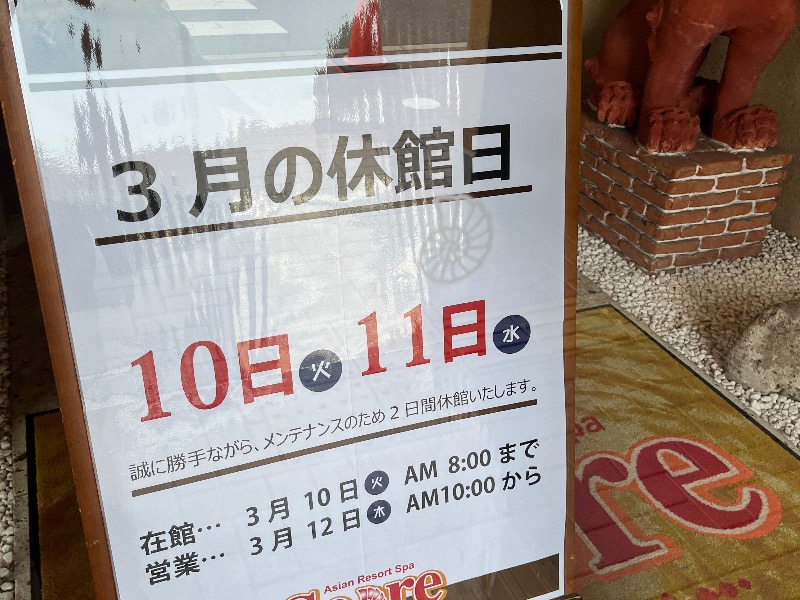 3月の休館日
10日火 11日水
誠に勝手ながら、メンテナンスのため2日間休館いたします。
在館… 3月10日火 AM 8:00 まで
営業… 3月12日水 AM10:00 から
Asian Resort Spa
pa
re